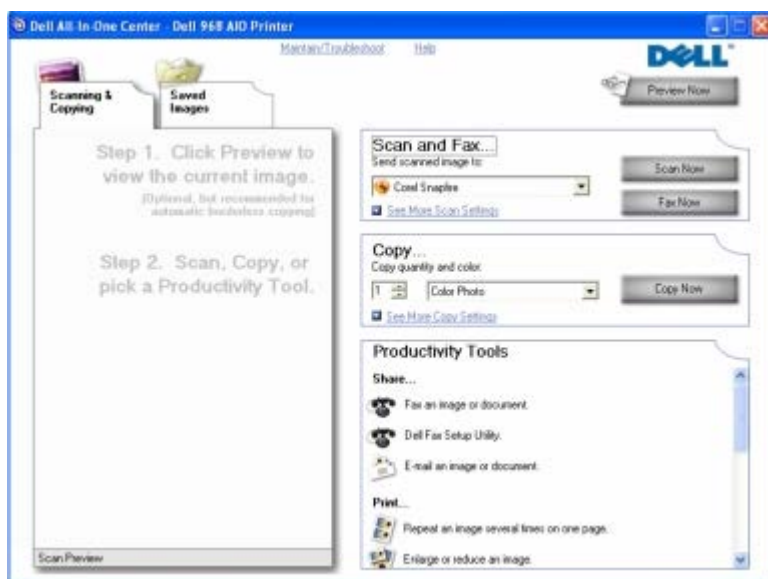 Dell All-In-One Center - Dell 968 AIO Printer
Maintain/Troubleshoot Help
DELL
Preview Now
Scanning &
Copying
Saved
Images
Step 1. Click Preview to
view the current image.
(Optional, but recommended for
automatic borderless copying)
Step 2. Scan, Copy, or
pick a Productivity Tool.
Scan Preview
Scan and Fax...
Send scanned image to:
Corel Snapfire
See More Scan Settings
Scan Now
Fax Now
Copy...
Copy quantity and color:
1 Color Photo
See More Copy Settings
Copy Now
Productivity Tools
Share...
Fax an image or document.
Dell Fax Setup Utility.
E-mail an image or document.
Print...
Repeat an image several times on one page.
Enlarge or reduce an image.